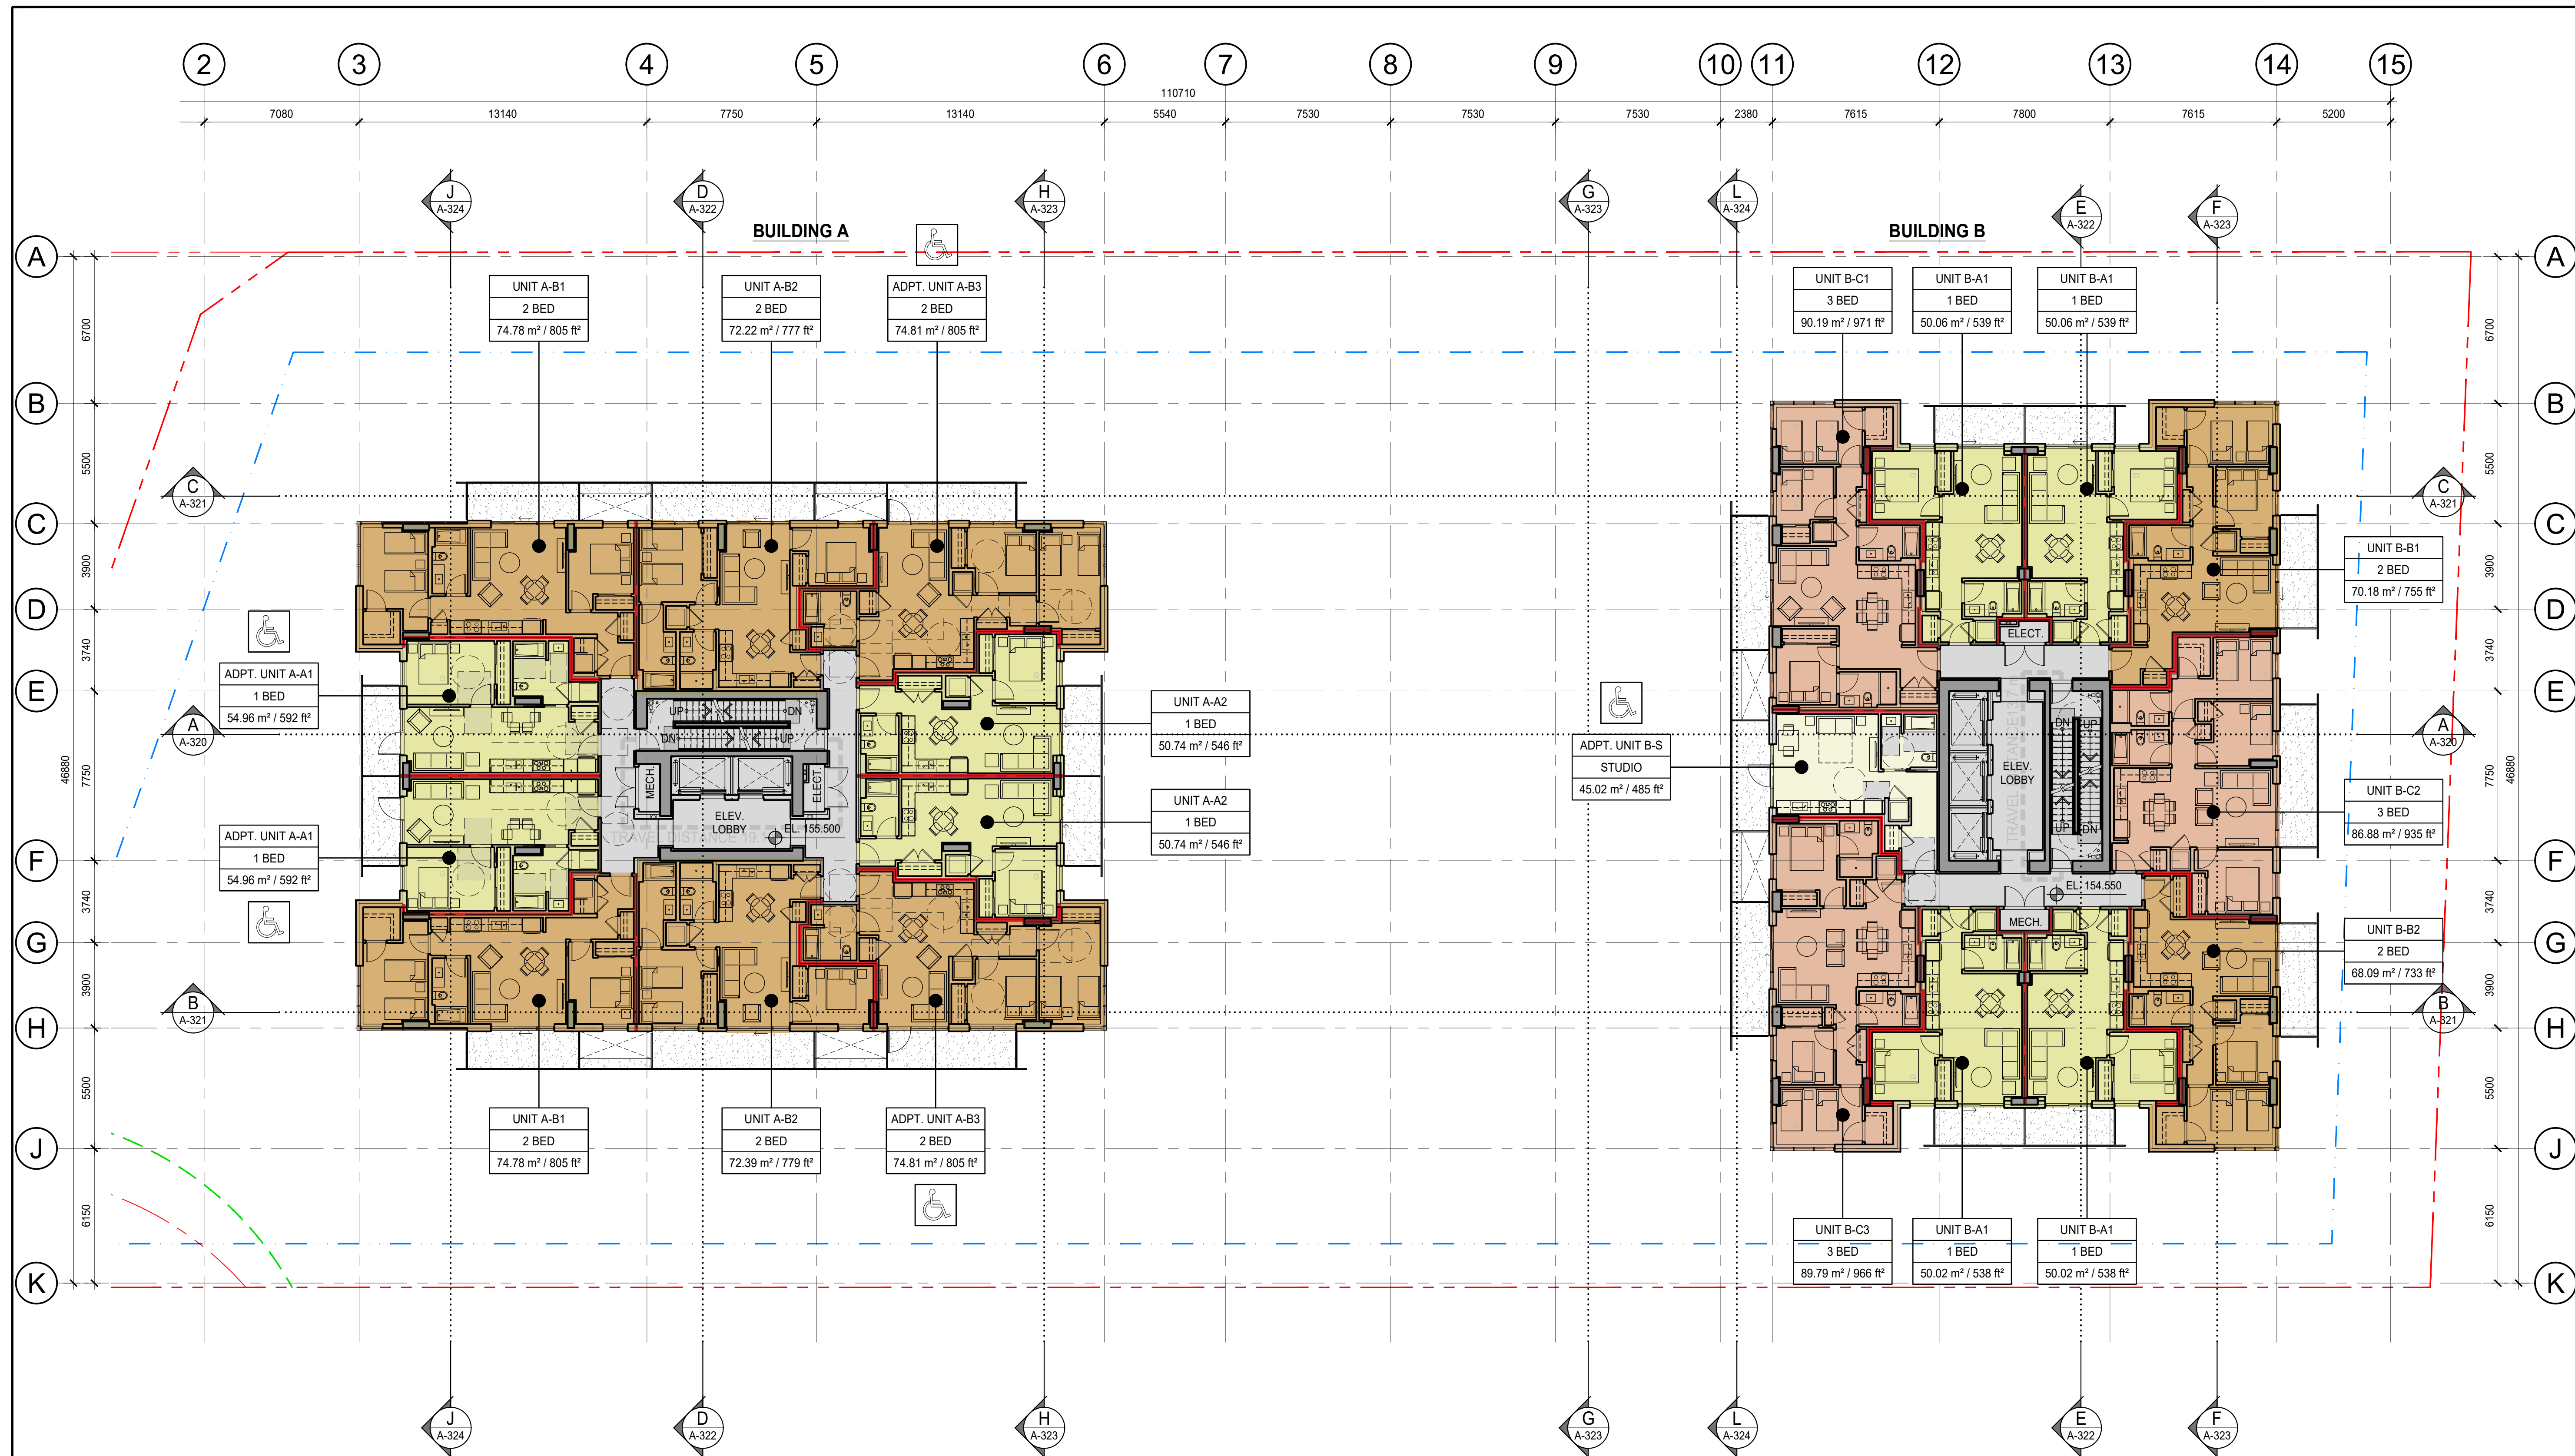 2 3 4 5 6 7 8 9 10 11 12 13 14 15
110710
7080 13140 7750 13140 5540 7530 7530 7530 2380 7615 7800 7615 5200
J
A-324
D
A-322
H
A-323
G
A-323
L
A-324
E
A-322
F
A-323
BUILDING A
BUILDING B
A
A
UNIT A-B1
2 BED
74.78 m² / 805 ft²
UNIT A-B2
2 BED
72.22 m² / 777 ft²
ADPT. UNIT A-B3
2 BED
74.81 m² / 805 ft²
UNIT B-C1
3 BED
90.19 m² / 971 ft²
UNIT B-A1
1 BED
50.06 m² / 539 ft²
UNIT B-A1
1 BED
50.06 m² / 539 ft²
6700
6700
B
B
5500
5500
C
A-321
C
A-321
C
C
3900
3900
UNIT B-B1
2 BED
70.18 m² / 755 ft²
D
D
ELECT.
3740
3740
ADPT. UNIT A-A1
1 BED
54.96 m² / 592 ft²
E
E
UNIT A-A2
1 BED
50.74 m² / 546 ft²
UP
DN
DN
UP
A
A-320
A
A-320
ADPT. UNIT B-S
STUDIO
45.02 m² / 485 ft²
DN
UP
46880
7750
7750
46880
MECH.
ELECT.
ELEV.
LOBBY
UNIT A-A2
1 BED
50.74 m² / 546 ft²
UNIT B-C2
3 BED
86.88 m² / 935 ft²
ELEV.
LOBBY
EL. 155.500
UP
DN
ADPT. UNIT A-A1
1 BED
54.96 m² / 592 ft²
F
F
EL. 154.550
3740
3740
MECH.
UNIT B-B2
2 BED
68.09 m² / 733 ft²
G
G
3900
3900
B
A-321
B
A-321
H
H
5500
5500
UNIT A-B1
2 BED
74.78 m² / 805 ft²
UNIT A-B2
2 BED
72.39 m² / 779 ft²
ADPT. UNIT A-B3
2 BED
74.81 m² / 805 ft²
J
J
6150
6150
UNIT B-C3
3 BED
89.79 m² / 966 ft²
UNIT B-A1
1 BED
50.02 m² / 538 ft²
UNIT B-A1
1 BED
50.02 m² / 538 ft²
K
K
J
A-324
D
A-322
H
A-323
G
A-323
L
A-324
E
A-322
F
A-323